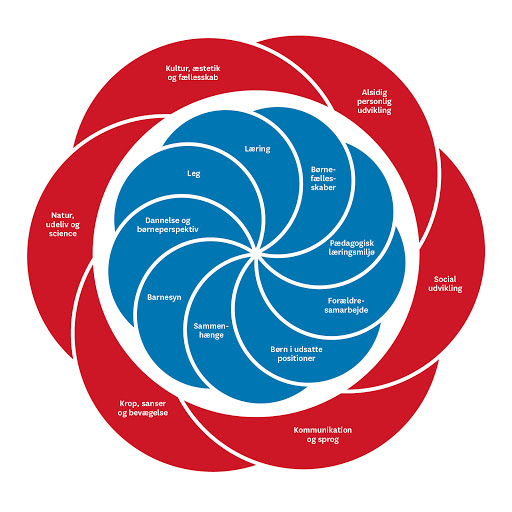 Kultur, æstetik
og fællesskab
Alsidig
personlig
udvikling
Læring
Børne-
fælles-
skaber
Leg
Natur,
udeliv og
science
Dannelse og
børneperspektiv
Pædagogisk
læringsmiljø
Social
udvikling
Barnesyn
Forældre-
samarbejde
Sammen-
hænge
Børn i udsatte
positioner
Krop, sanser
og bevægelse
Kommunikation
og sprog